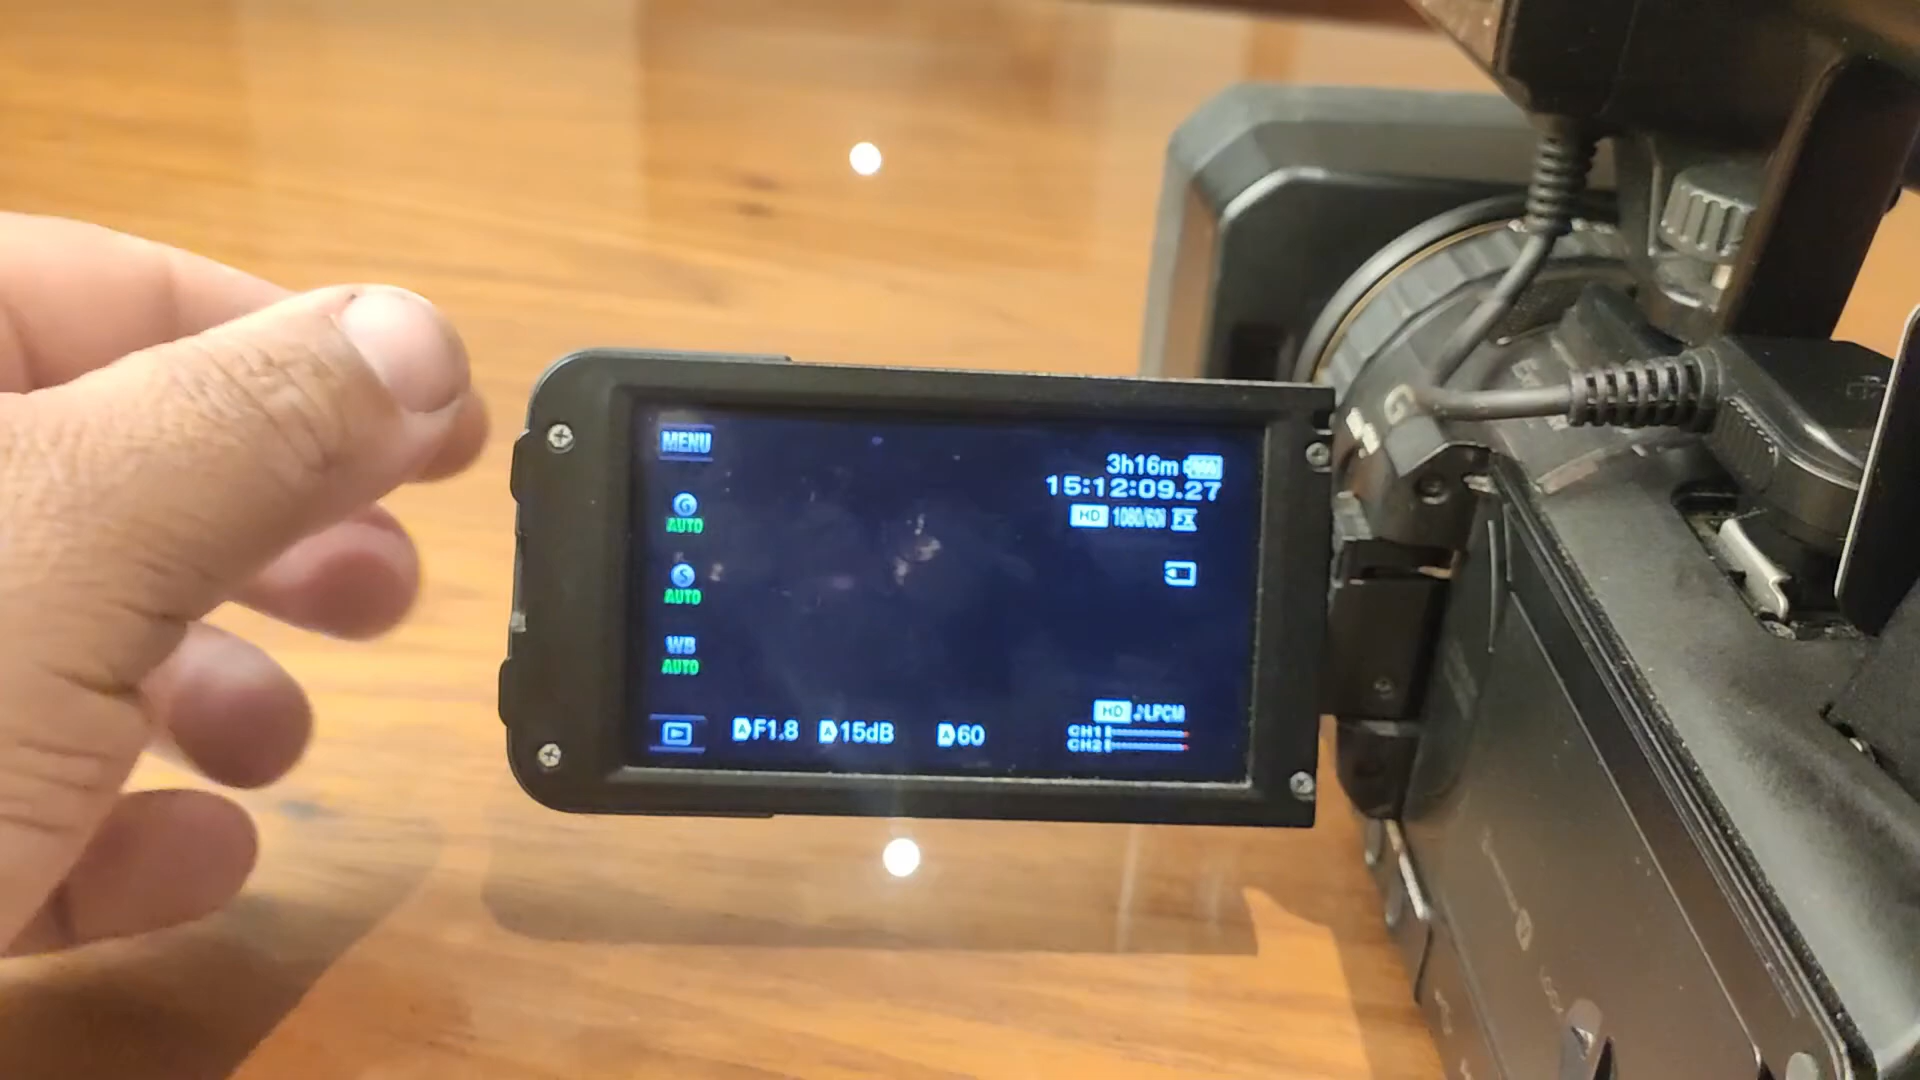 MENU
3h16m
15:12:09.27
HD 1080/60i FX
G
AUTO
S
AUTO
WB
AUTO
F1.8
15dB
60
HD ♪LPCM
CH1
CH2